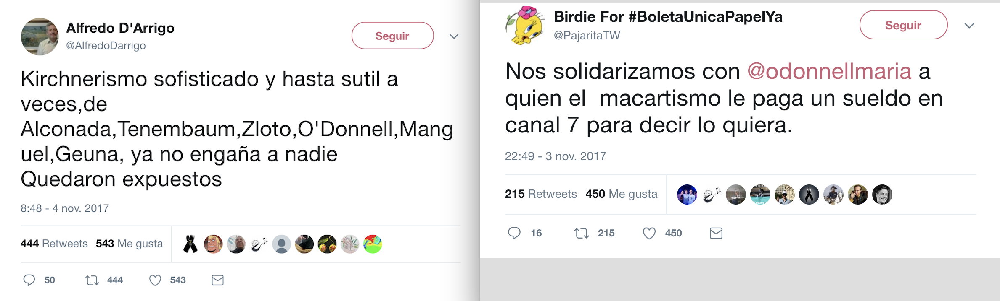 Alfredo D'Arrigo
@AlfredoDarrigo
Seguir
Kirchnerismo sofisticado y hasta sutil a
veces,de
Alconada,Tenembaum,Zloto,O'Donnell,Mang
uel,Geuna, ya no engaña a nadie
Quedaron expuestos
8:48 - 4 nov. 2017
444 Retweets 543 Me gusta
50 444 543
Birdie For #BoletaUnicaPapelYa
@PajaritaTW
Seguir
Nos solidarizamos con @odonnellmaria a
quien el  macartismo le paga un sueldo en
canal 7 para decir lo quiera.
22:49 - 3 nov. 2017
215 Retweets 450 Me gusta
16 215 450